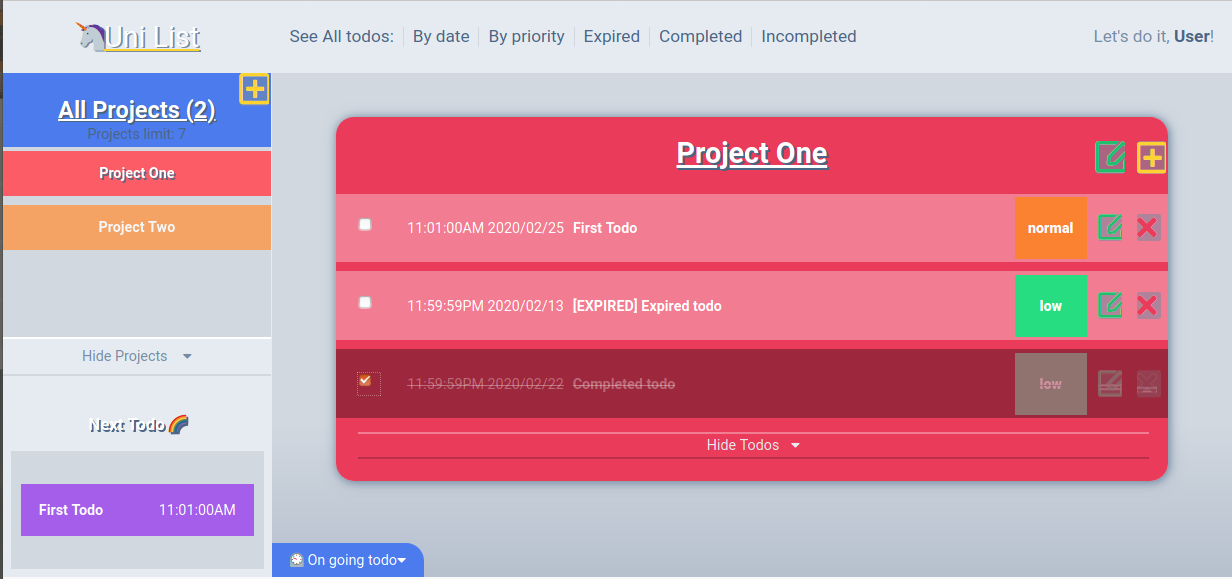 Uni List
See All todos: By date By priority Expired Completed Incompleted
Let's do it, User!
All Projects (2)
Projects limit: 7
Project One
Project Two
Hide Projects
Next Todo
First Todo 11:01:00AM
Project One
11:01:00AM 2020/02/25 First Todo normal
11:59:59PM 2020/02/13 [EXPIRED] Expired todo low
11:59:59PM 2020/02/22 Completed todo low
Hide Todos
On going todo